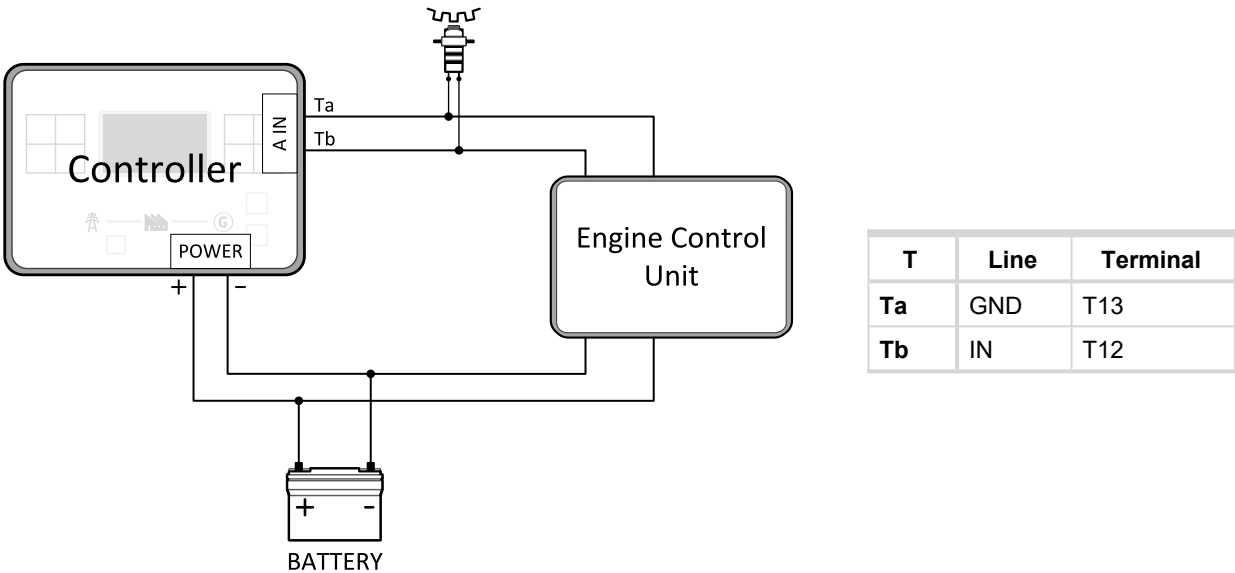 Ta
Tb
A IN
Controller
G
POWER
+ -
Engine Control
Unit
+ -
BATTERY
T Line Terminal
Ta GND T13
Tb IN T12